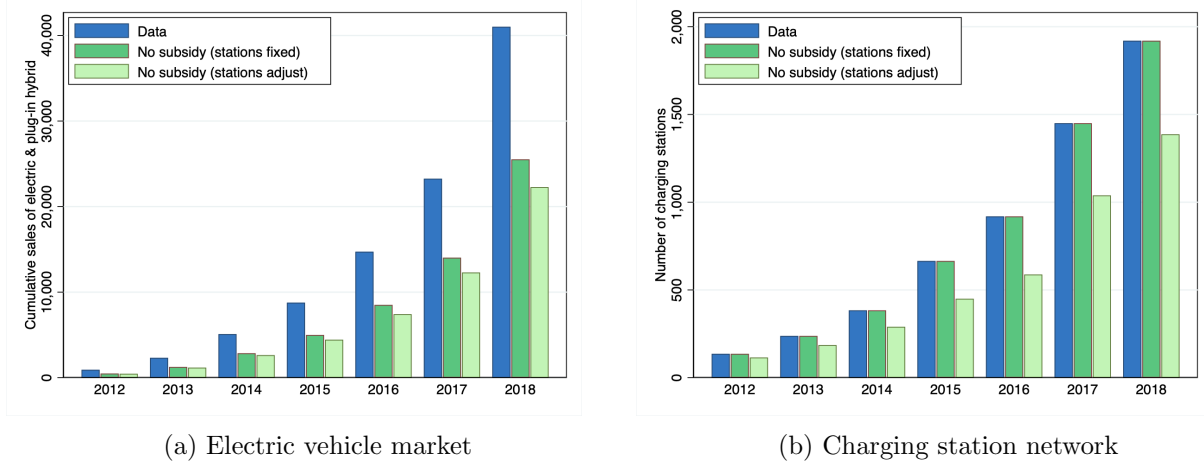 Cumulative sales of electric & plug-in hybrid
0
10,000
20,000
30,000
40,000
Data
No subsidy (stations fixed)
No subsidy (stations adjust)
2012 2013 2014 2015 2016 2017 2018
(a) Electric vehicle market
Number of charging stations
0
500
1,000
1,500
2,000
Data
No subsidy (stations fixed)
No subsidy (stations adjust)
2012 2013 2014 2015 2016 2017 2018
(b) Charging station network